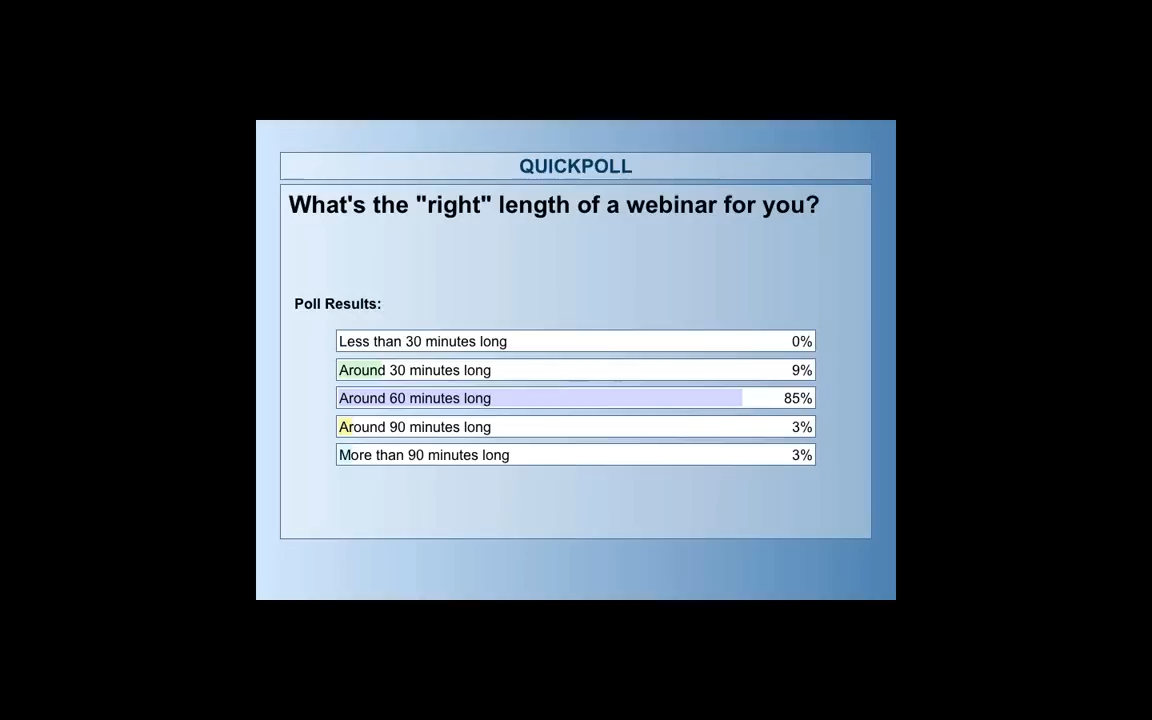 QUICKPOLL
What's the "right" length of a webinar for you?
Poll Results:
Less than 30 minutes long 0%
Around 30 minutes long 9%
Around 60 minutes long 85%
Around 90 minutes long 3%
More than 90 minutes long 3%